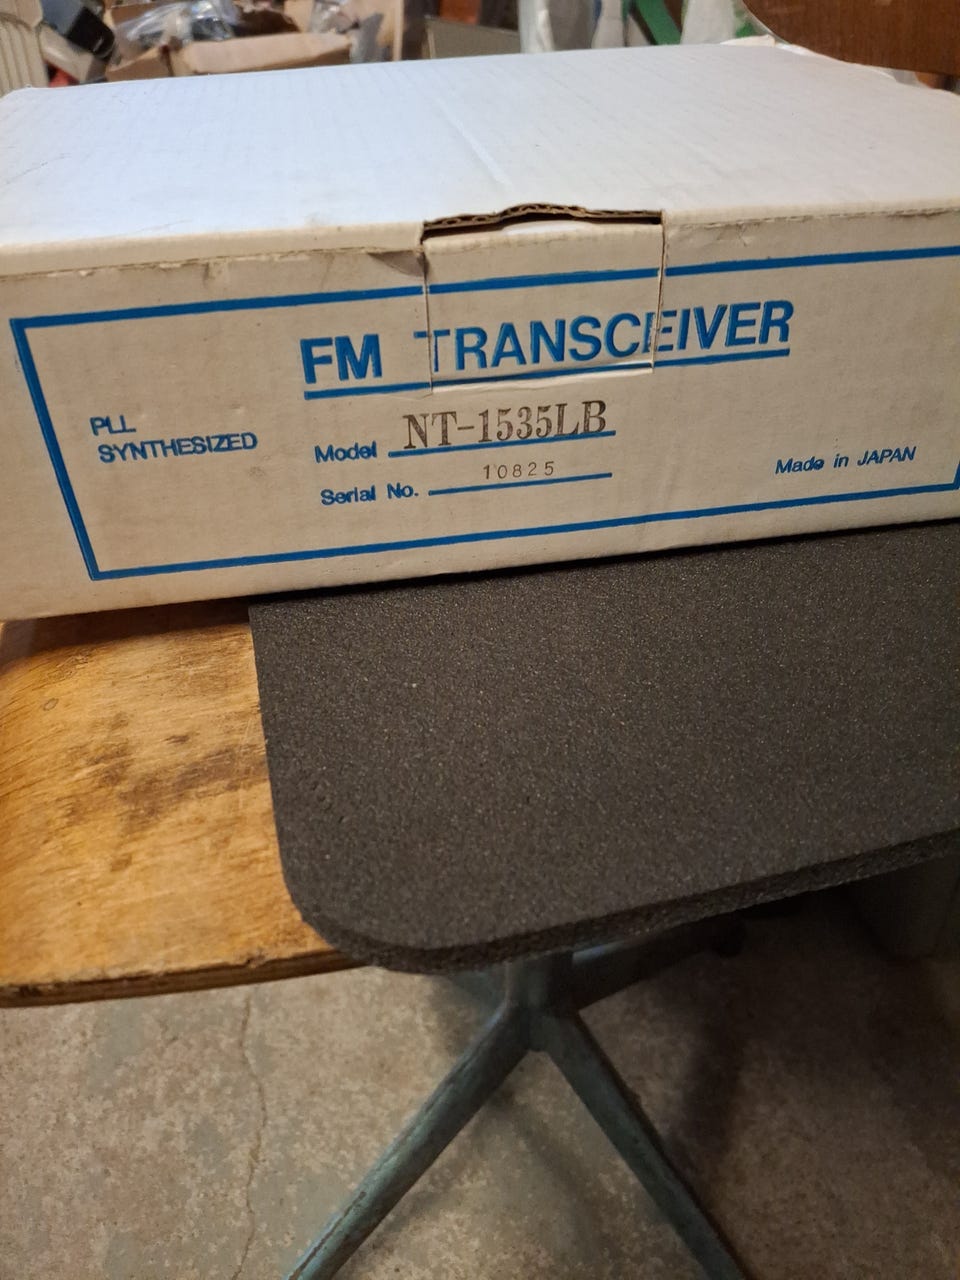 FM TRANSCEIVER
PLL
SYNTHESIZED
Model NT-1535LB
Serial No. 10825
Made in JAPAN